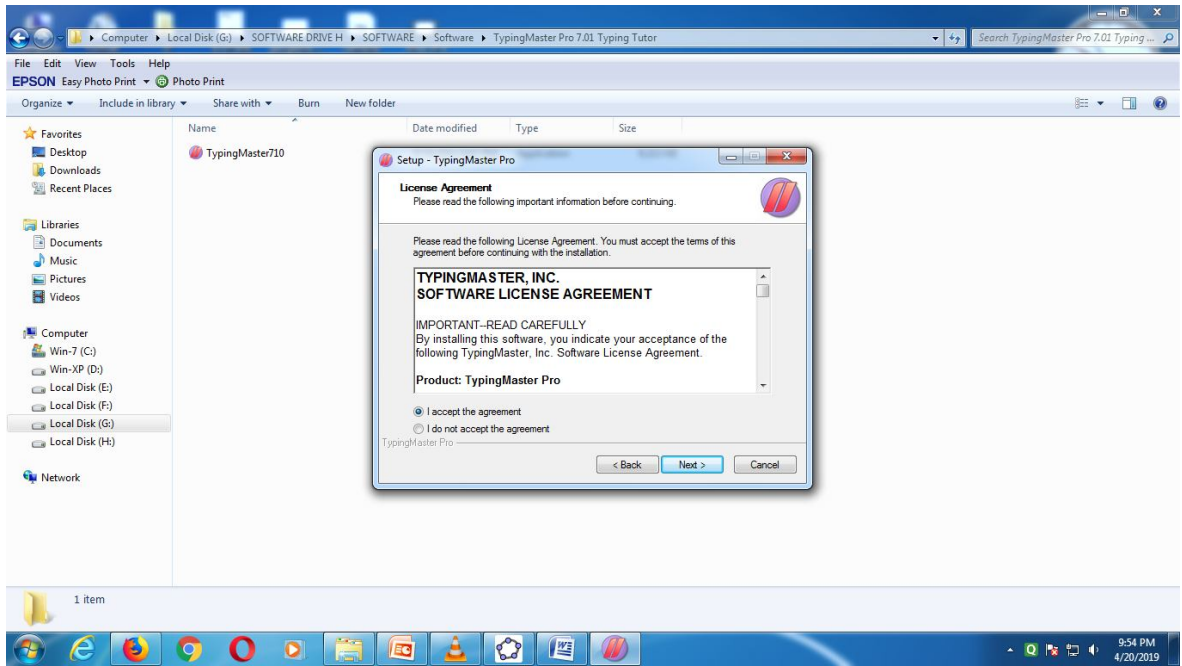 Computer Local Disk (G:) SOFTWARE DRIVE H SOFTWARE Software TypingMaster Pro 7.01 Typing Tutor
Search TypingMaster Pro 7.01 Typing ...
File Edit View Tools Help
EPSON Easy Photo Print Photo Print
Organize Include in library Share with Burn New folder
Name Date modified Type Size
Favorites
Desktop
Downloads
Recent Places
Libraries
Documents
Music
Pictures
Videos
Computer
Win-7 (C:)
Win-XP (D:)
Local Disk (E:)
Local Disk (F:)
Local Disk (G:)
Local Disk (H:)
Network
TypingMaster710
Setup - TypingMaster Pro
License Agreement
Please read the following important information before continuing.
Please read the following License Agreement. You must accept the terms of this
agreement before continuing with the installation.
TYPINGMASTER, INC.
SOFTWARE LICENSE AGREEMENT
IMPORTANT--READ CAREFULLY
By installing this software, you indicate your acceptance of the
following TypingMaster, Inc. Software License Agreement.
Product: TypingMaster Pro
I accept the agreement
I do not accept the agreement
TypingMaster Pro
< Back Next > Cancel
1 item
9:54 PM
4/20/2019